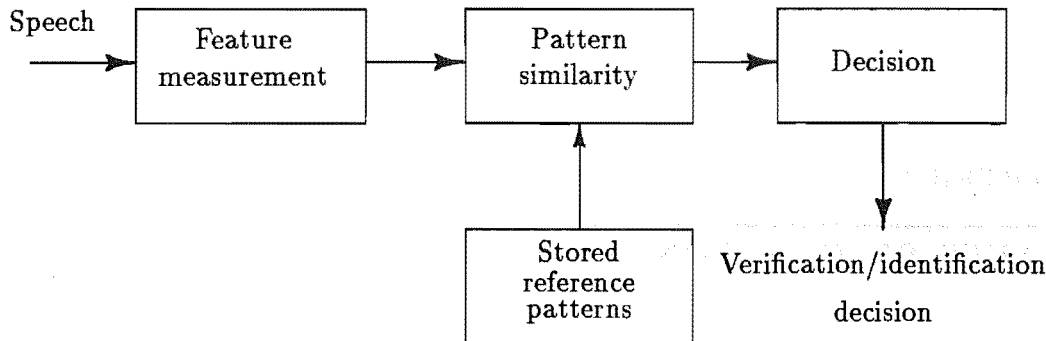 Speech
Feature
measurement
Pattern
similarity
Decision
Stored
reference
patterns
Verification/identification
decision